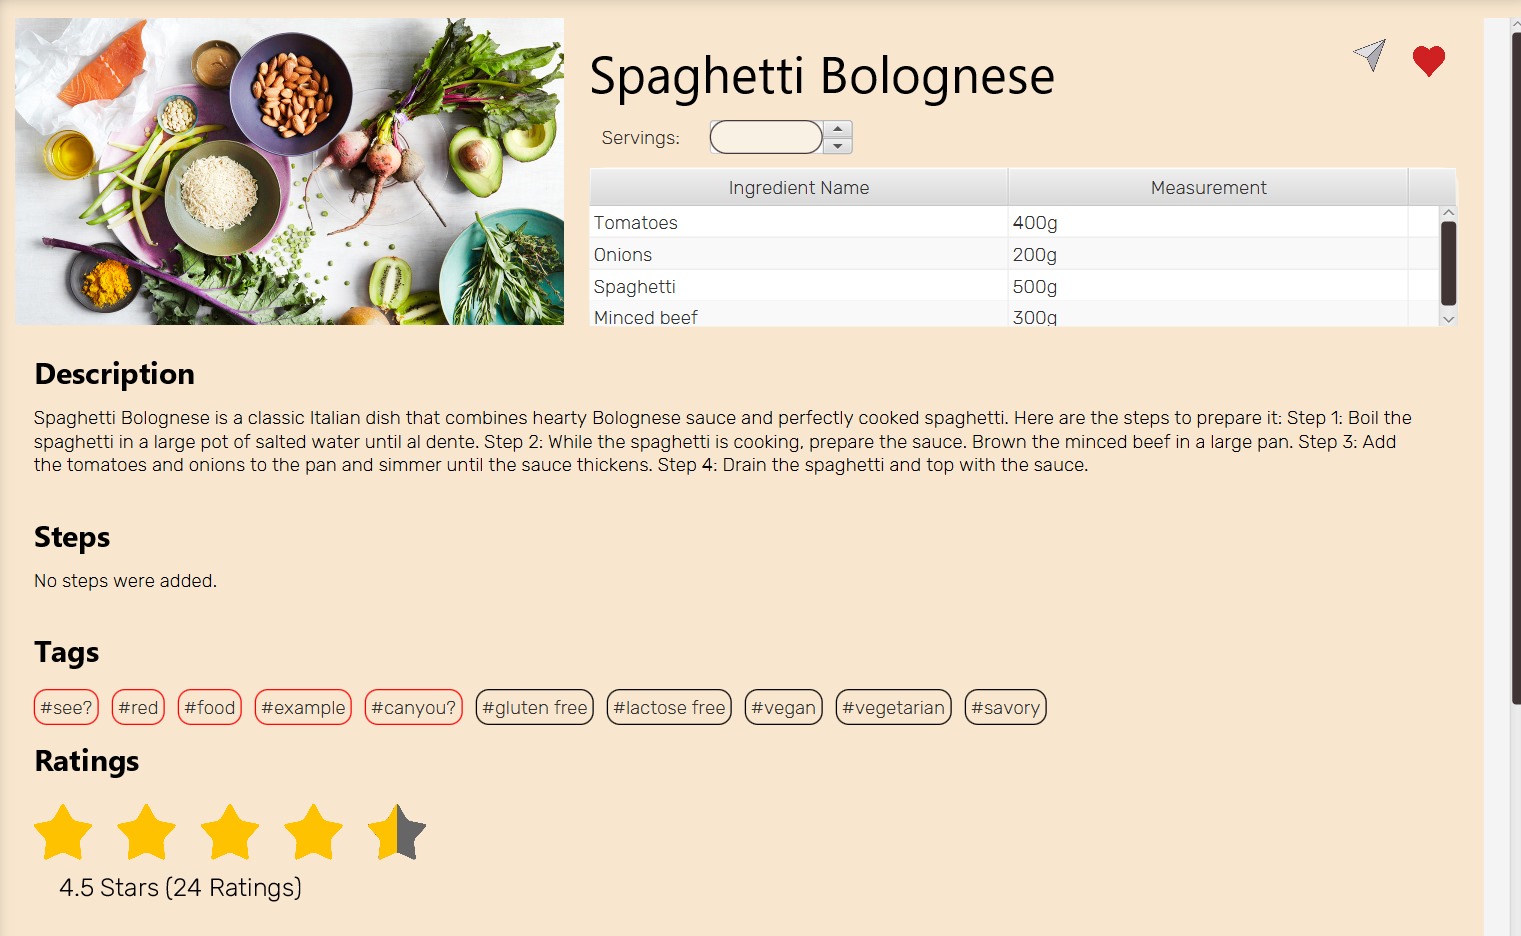 Spaghetti Bolognese
Servings:
Ingredient Name Measurement
Tomatoes 400g
Onions 200g
Spaghetti 500g
Minced beef 300g
Description
Spaghetti Bolognese is a classic Italian dish that combines hearty Bolognese sauce and perfectly cooked spaghetti. Here are the steps to prepare it: Step 1: Boil the
spaghetti in a large pot of salted water until al dente. Step 2: While the spaghetti is cooking, prepare the sauce. Brown the minced beef in a large pan. Step 3: Add
the tomatoes and onions to the pan and simmer until the sauce thickens. Step 4: Drain the spaghetti and top with the sauce.
Steps
No steps were added.
Tags
#see? #red #food #example #canyou? #gluten free #lactose free #vegan #vegetarian #savory
Ratings
4.5 Stars (24 Ratings)